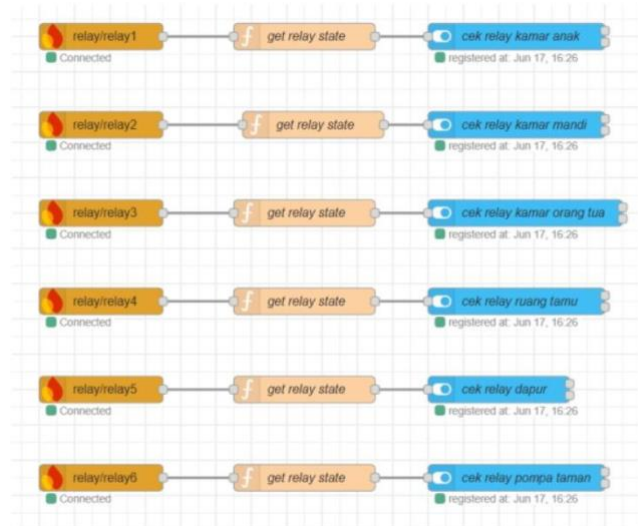 relay/relay1 get relay state cek relay kamar anak
Connected registered at: Jun 17, 16:26
relay/relay2 get relay state cek relay kamar mandi
Connected registered at: Jun 17, 16:26
relay/relay3 get relay state cek relay kamar orang tua
Connected registered at: Jun 17, 16:26
relay/relay4 get relay state cek relay ruang tamu
Connected registered at: Jun 17, 16:26
relay/relay5 get relay state cek relay dapur
Connected registered at: Jun 17, 16:26
relay/relay6 get relay state cek relay pompa taman
Connected registered at: Jun 17, 16:26